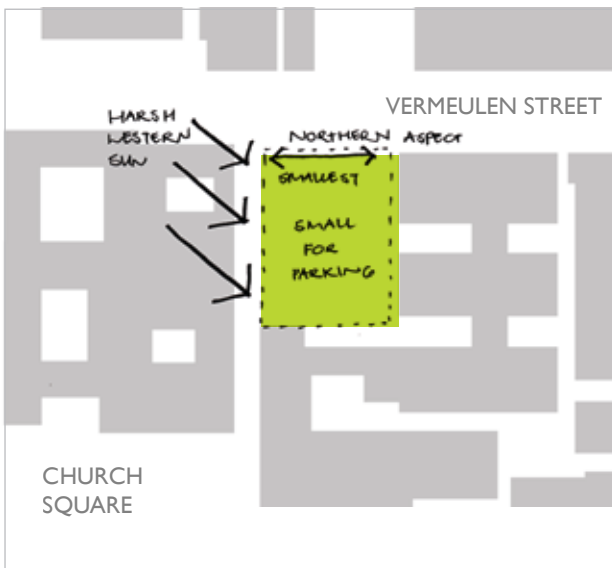 VERMEULEN STREET
HARSH
WESTERN
SUN
NORTHERN ASPECT
SMALLEST
SMALL
FOR
PARKING
CHURCH
SQUARE